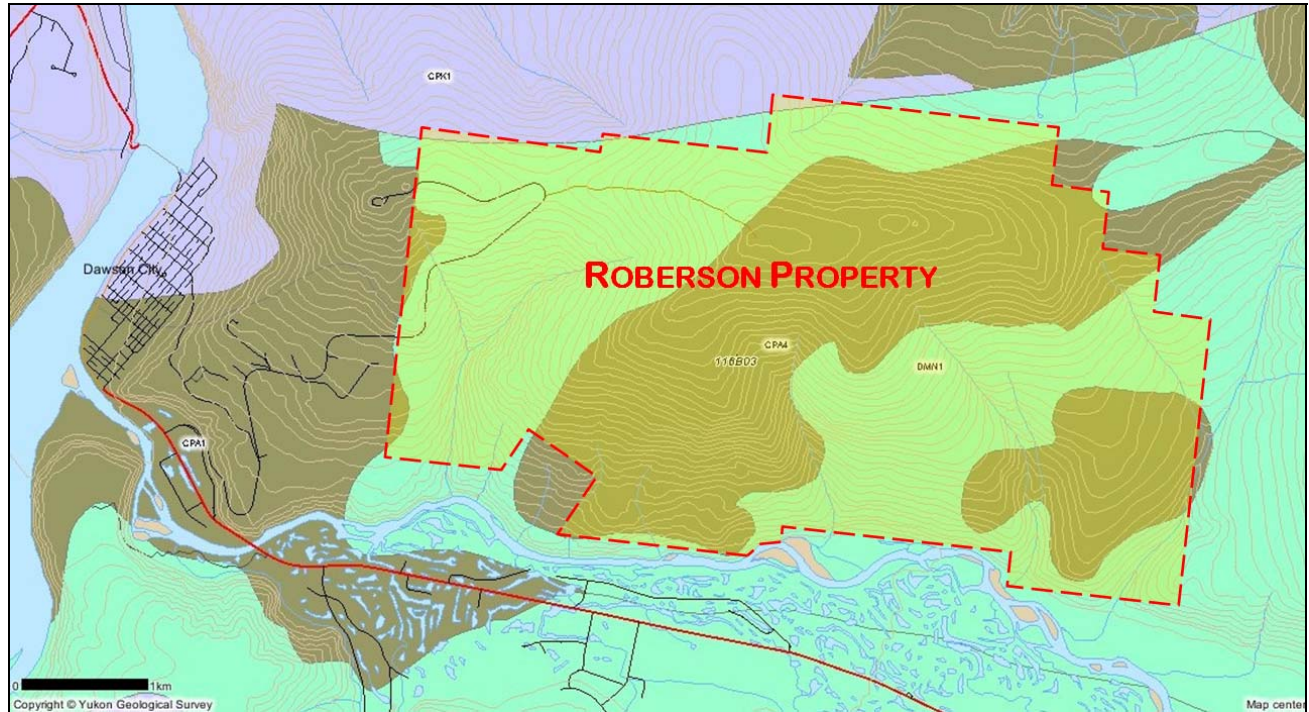 CPK1
Dawson City
ROBERSON PROPERTY
CPA4
116B03
DMN1
CPA1
0 1km
Copyright © Yukon Geological Survey
Map center